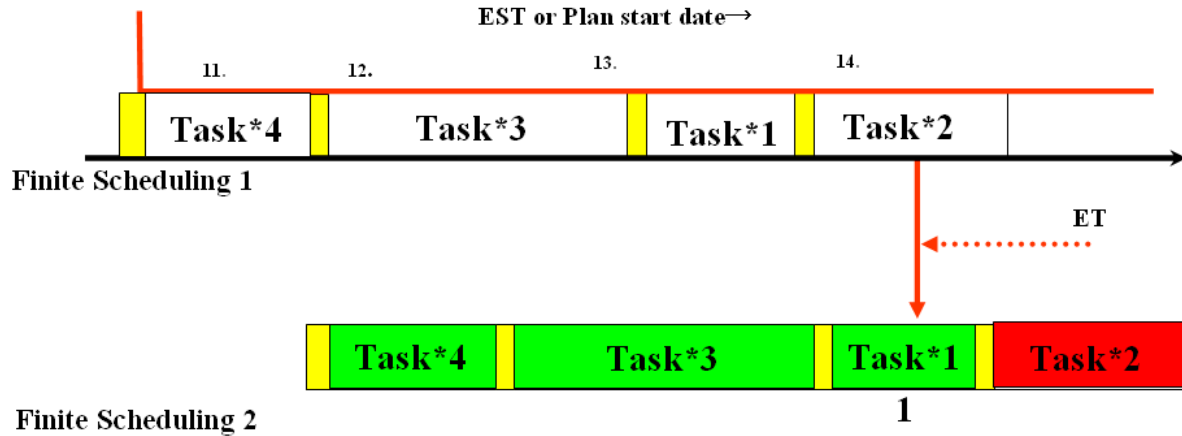 EST or Plan start date→
11. 12. 13. 14.
Task*4 Task*3 Task*1 Task*2
Finite Scheduling 1
ET
Task*4 Task*3 Task*1 Task*2
1
Finite Scheduling 2